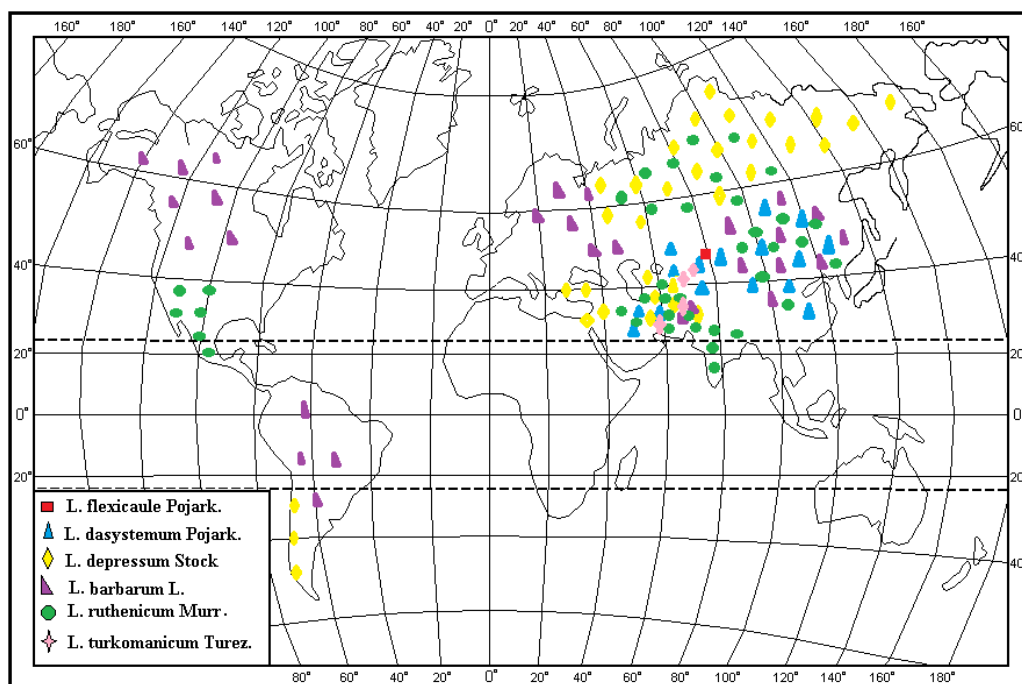 160° 180° 160° 140° 120° 100° 80° 60° 40° 20° 0° 20° 40° 60° 80° 120° 140° 160° 180° 160°
60° 60°
40° 40°
20° 20°
0° 0°
20° 20°
L. flexicaule Pojark.
L. dasystemum Pojark.
L. depressum Stock
L. barbarum L.
L. ruthenicum Murr.
L. turkomanicum Turez.
40°
80° 60° 40° 20° 0° 20° 40° 60° 80° 100° 120° 140° 160° 180°